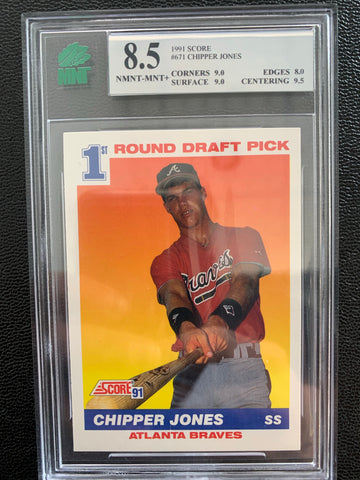 MNT
8.5
NMNT-MNT+
1991 SCORE
#671 CHIPPER JONES
CORNERS 9.0 EDGES 8.0
SURFACE 9.0 CENTERING 9.5
1ST ROUND DRAFT PICK
A
Braves
SCORE 91
CHIPPER JONES SS
ATLANTA BRAVES